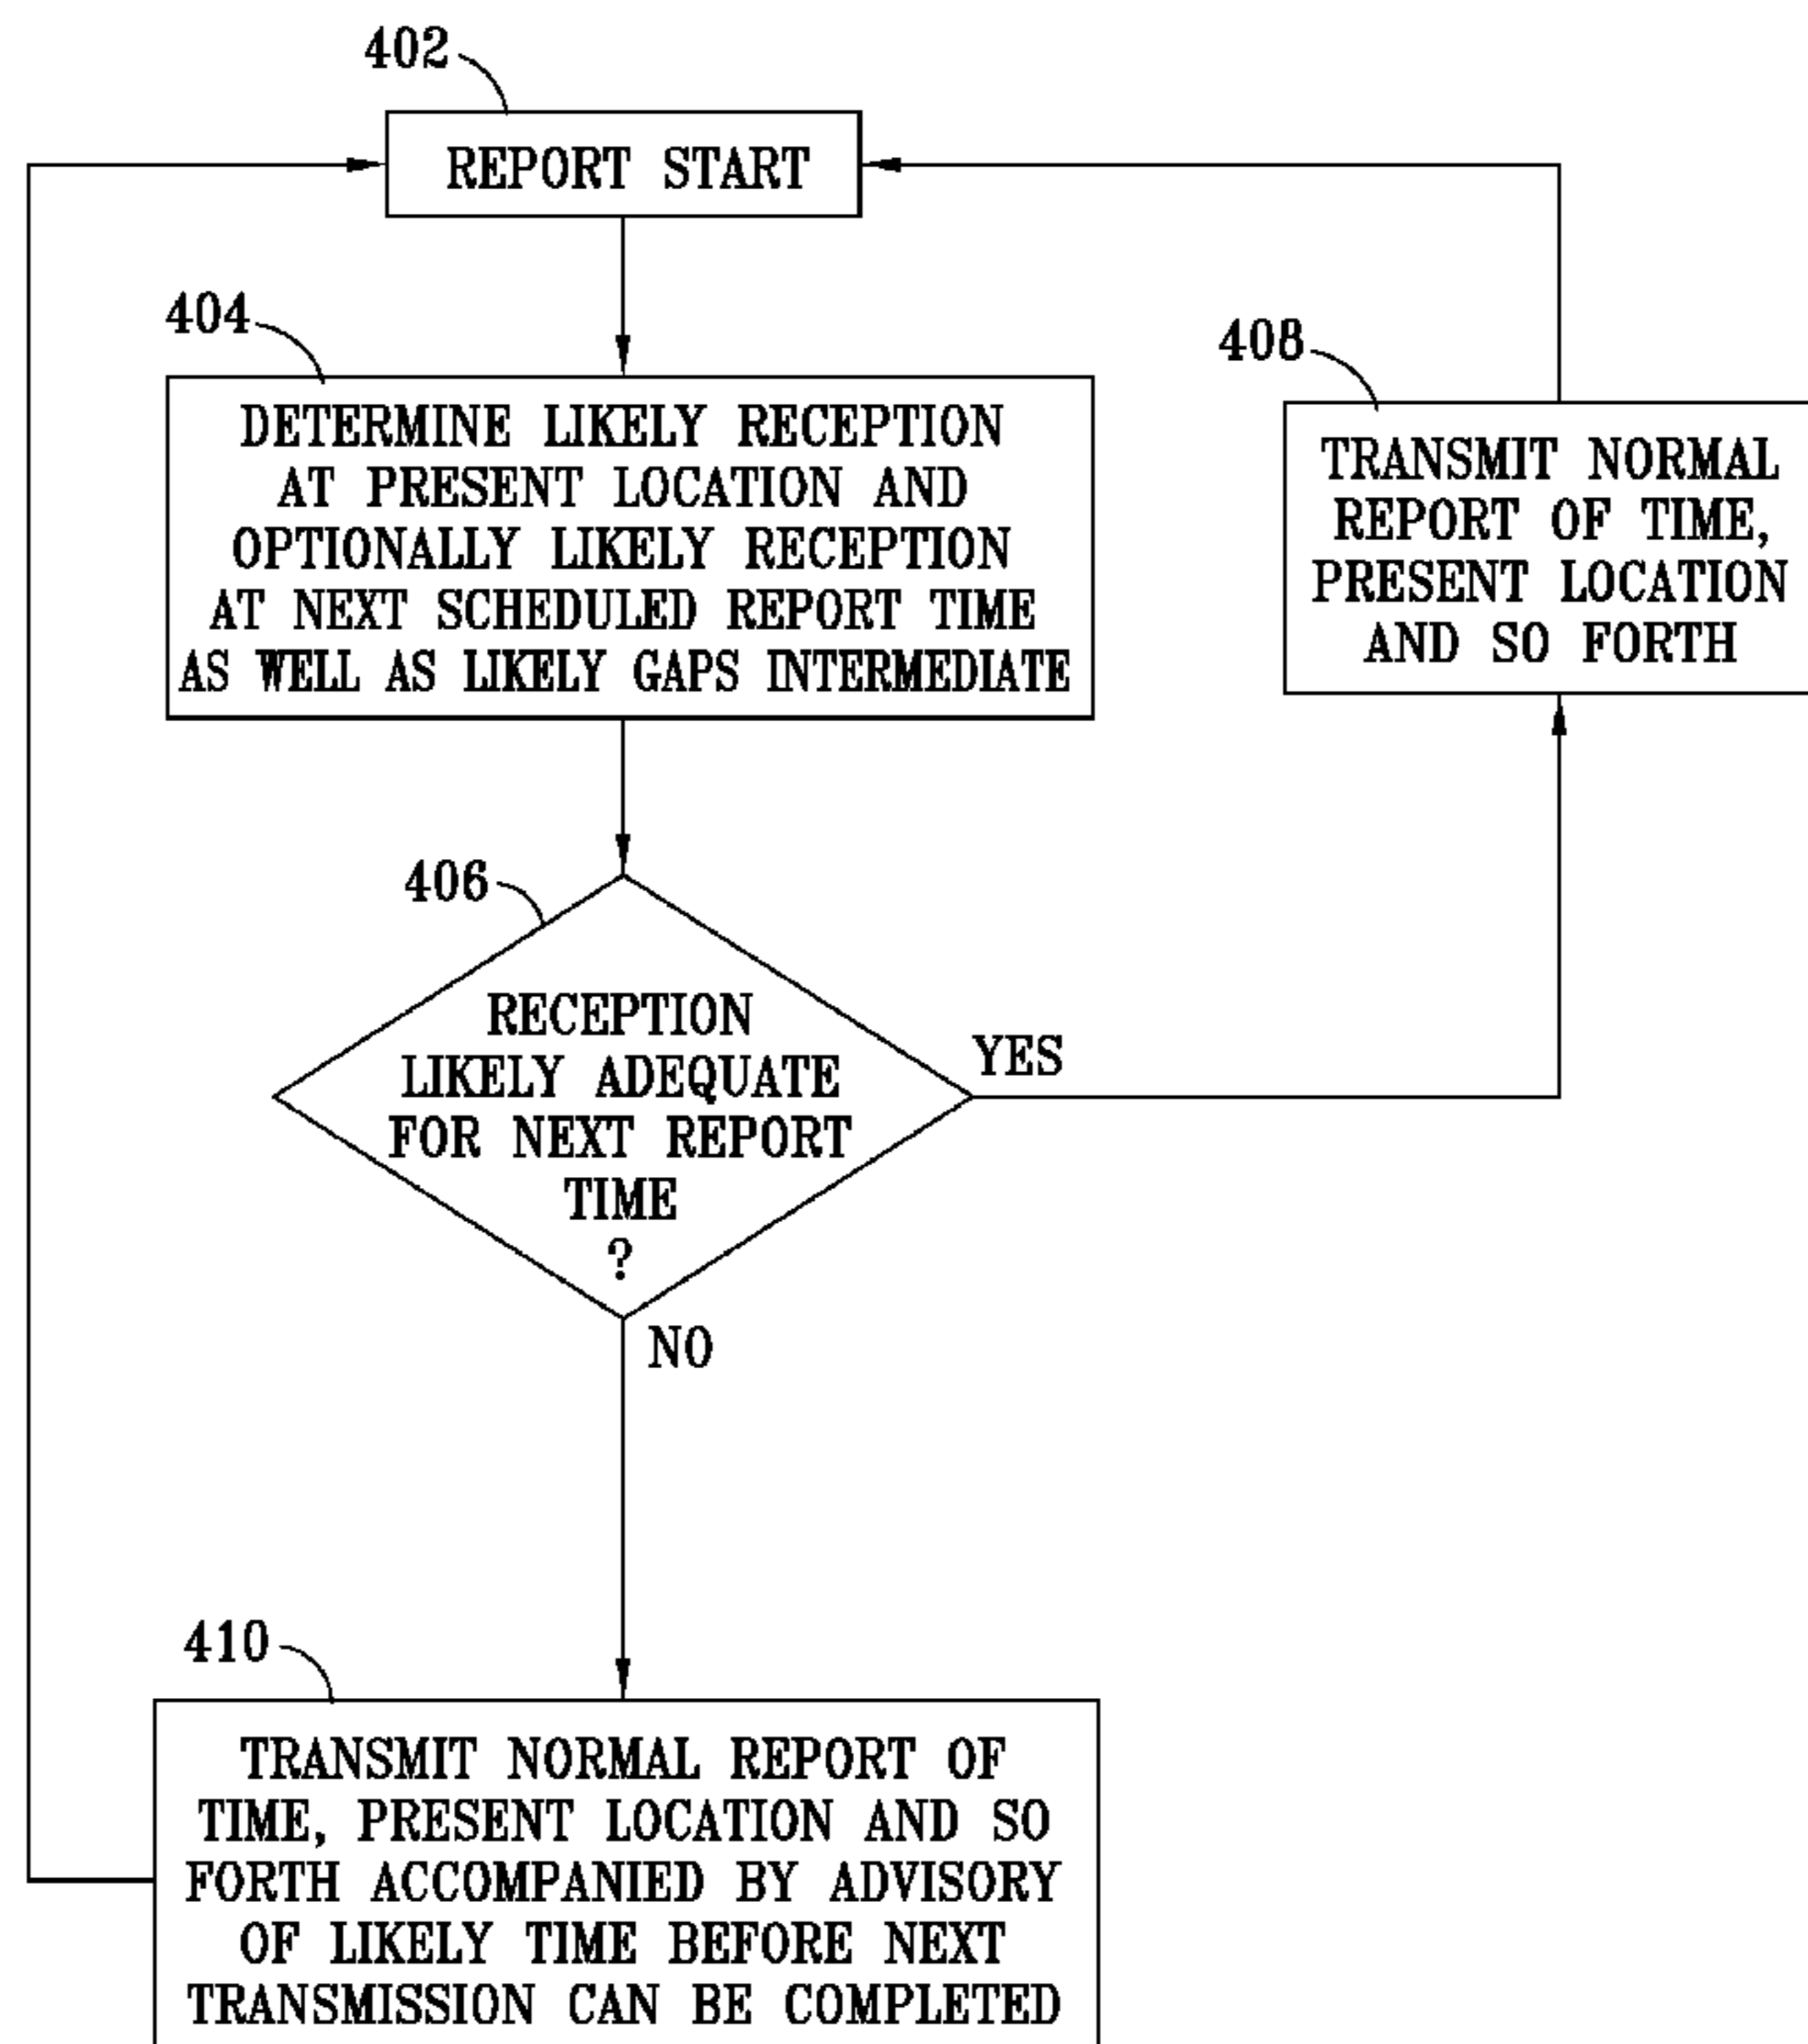 402
REPORT START
404
DETERMINE LIKELY RECEPTION
AT PRESENT LOCATION AND
OPTIONALLY LIKELY RECEPTION
AT NEXT SCHEDULED REPORT TIME
AS WELL AS LIKELY GAPS INTERMEDIATE
408
TRANSMIT NORMAL
REPORT OF TIME,
PRESENT LOCATION
AND SO FORTH
406
RECEPTION
LIKELY ADEQUATE
FOR NEXT REPORT
TIME
?
YES
NO
410
TRANSMIT NORMAL REPORT OF
TIME, PRESENT LOCATION AND SO
FORTH ACCOMPANIED BY ADVISORY
OF LIKELY TIME BEFORE NEXT
TRANSMISSION CAN BE COMPLETED